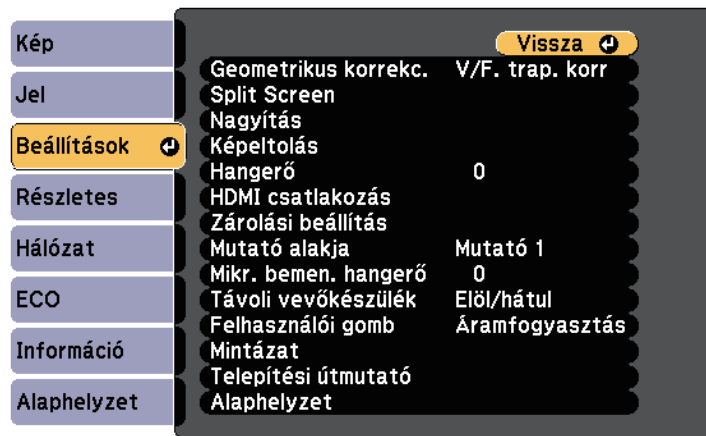 Kép
Jel
Beállítások
Részletes
Hálózat
ECO
Információ
Alaphelyzet
Vissza
Geometrikus korrekc. V/F. trap. korr
Split Screen
Nagyítás
Képeltolás
Hangerő 0
HDMI csatlakozás
Zárolási beállítás
Mutató alakja Mutató 1
Mikr. bemen. hangerő 0
Távoli vevőkészülék Elöl/hátul
Felhasználói gomb Áramfogyasztás
Mintázat
Telepítési útmutató
Alaphelyzet